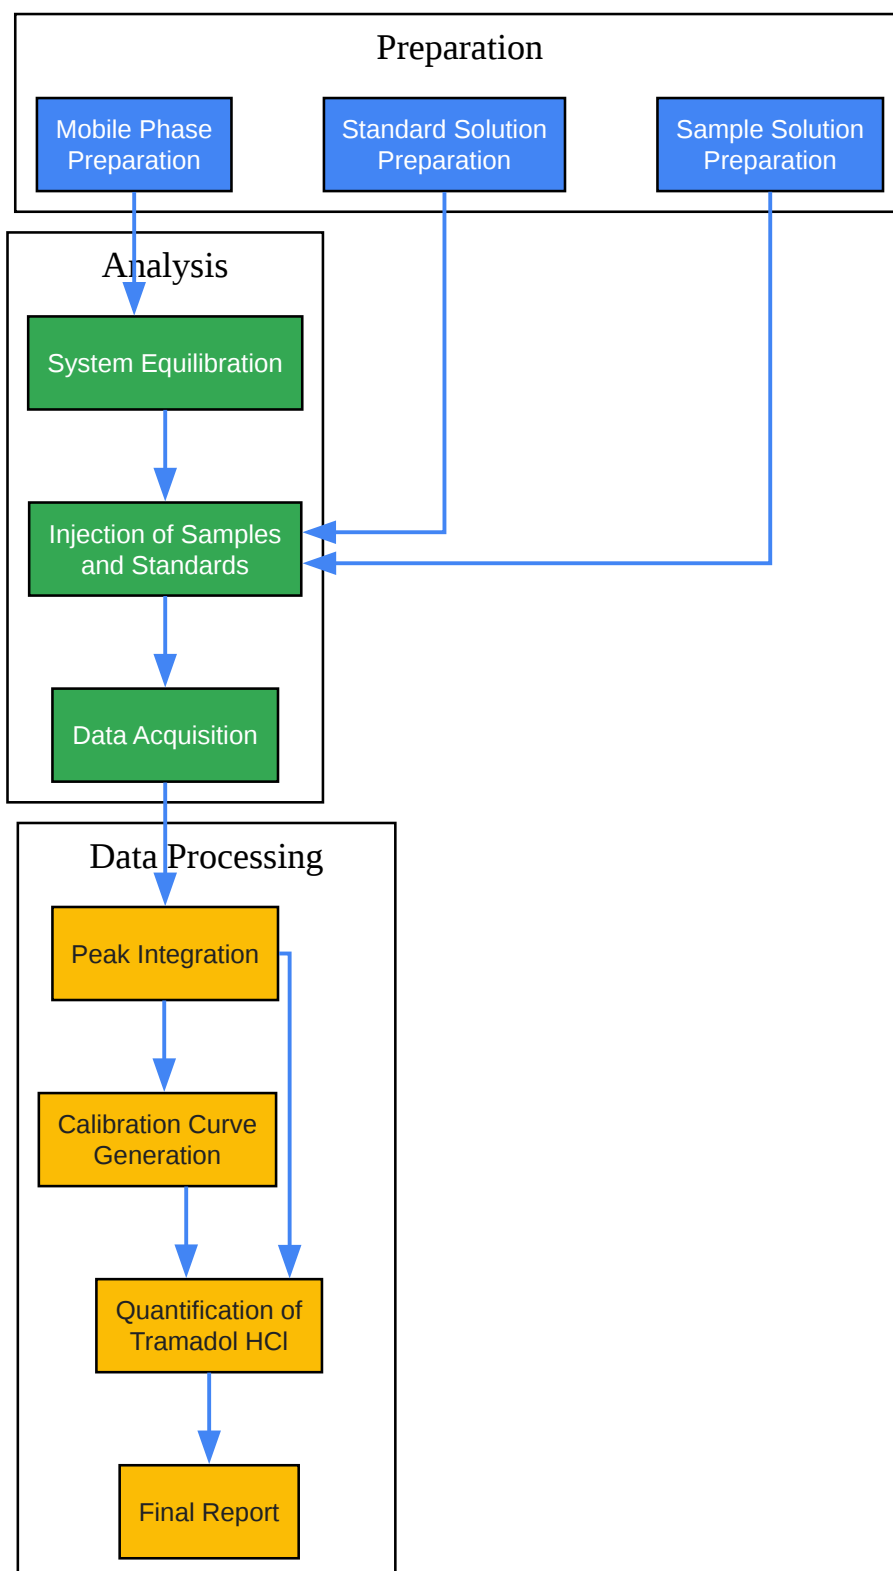 Preparation
Mobile Phase
Preparation
Standard Solution
Preparation
Sample Solution
Preparation
Analysis
System Equilibration
Injection of Samples
and Standards
Data Acquisition
Data Processing
Peak Integration
Calibration Curve
Generation
Quantification of
Tramadol HCl
Final Report